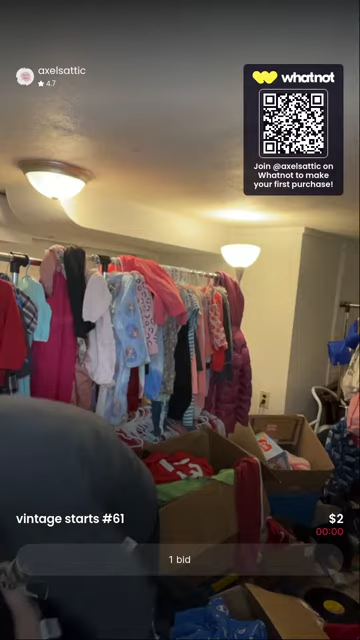 axelsattic
★ 4.7
whatnot
Join @axelsattic on
Whatnot to make
your first purchase!
vintage starts #61
$2
00:00
1 bid